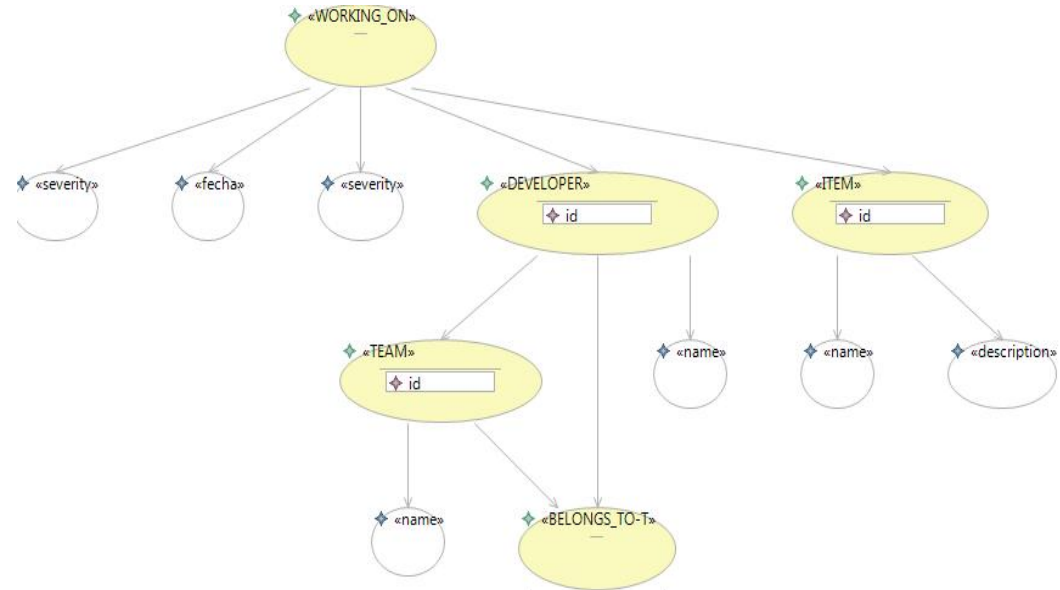 «WORKING_ON»
«severity»
«fecha»
«severity»
«DEVELOPER»
id
«ITEM»
id
«TEAM»
id
«name»
«name»
«description»
«name»
«BELONGS_TO-T»